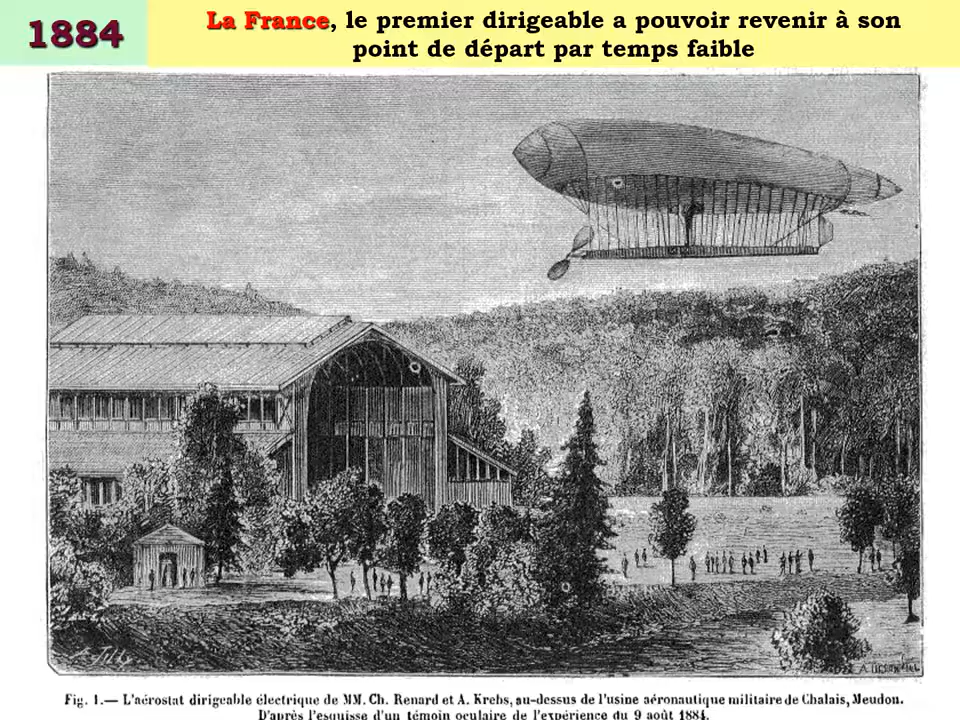 1884
La France, le premier dirigeable a pouvoir revenir à son
point de départ par temps faible
Fig. 1.— L'aérostat dirigeable électrique de MM. Ch. Renard et A. Krebs, au-dessus de l'usine aéronautique militaire de Chalais, Meudon.
D'après l'esquisse d'un témoin oculaire de l'expérience du 9 août 1884.